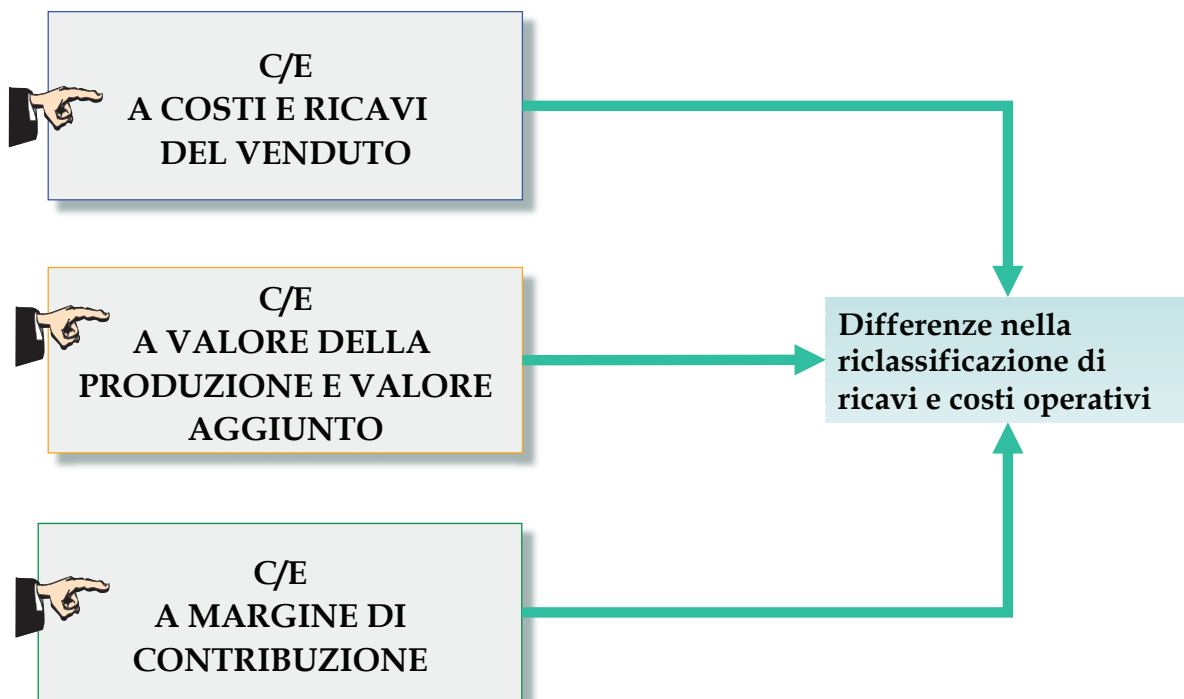 C/E
A COSTI E RICAVI
DEL VENDUTO
C/E
A VALORE DELLA
PRODUZIONE E VALORE
AGGIUNTO
Differenze nella
riclassificazione di
ricavi e costi operativi
C/E
A MARGINE DI
CONTRIBUZIONE